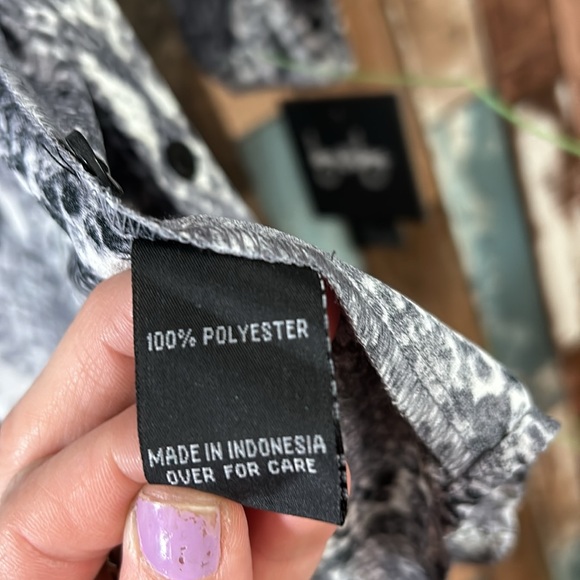 100% POLYESTER
MADE IN INDONESIA
OVER FOR CARE